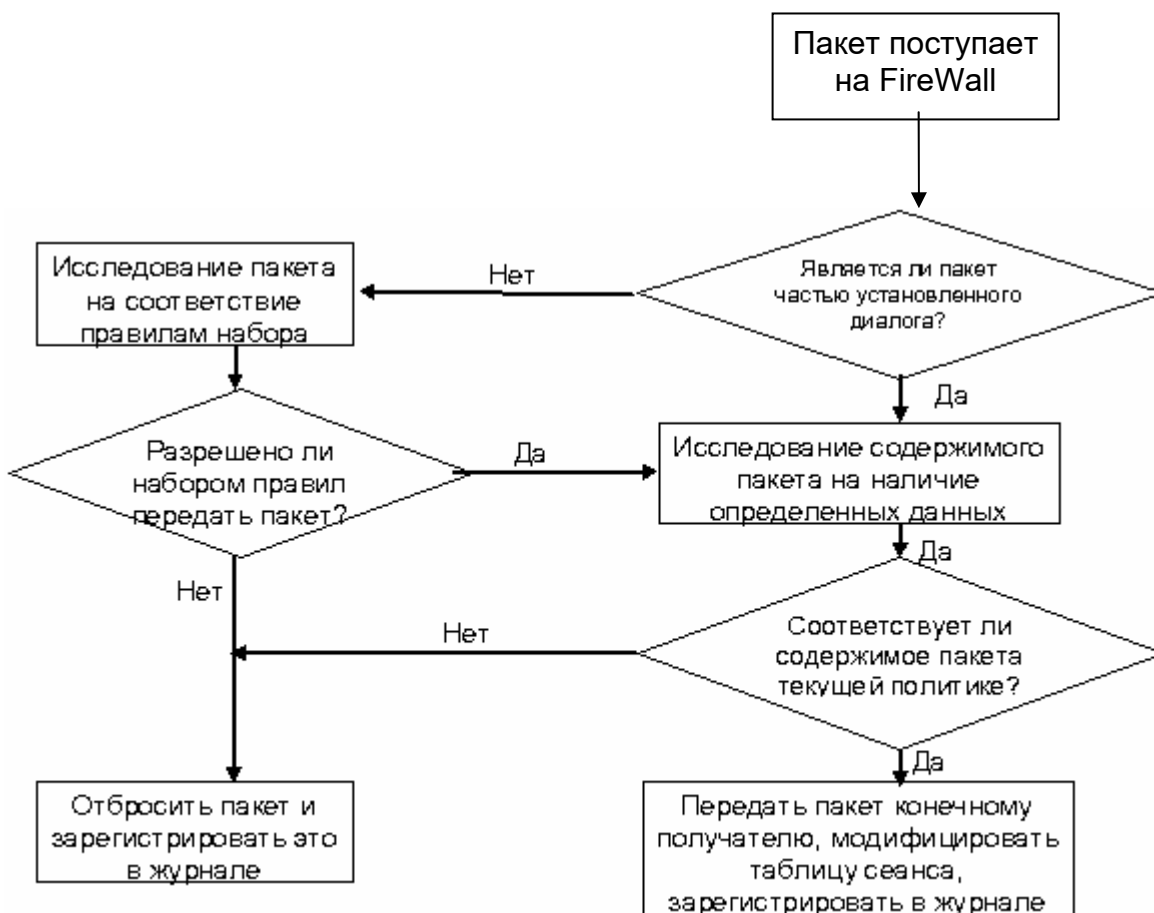 Пакет поступает
на FireWall
Является ли пакет
частью установленного
диалога?
Нет
Исследование пакета
на соответствие
правилам набора
Да
Разрешено ли
набором правил
передать пакет?
Да
Исследование содержимого
пакета на наличие
определенных данных
Да
Нет
Нет
Соответствует ли
содержимое пакета
текущей политике?
Да
Отбросить пакет и
зарегистрировать это
в журнале
Передать пакет конечному
получателю, модифицировать
таблицу сеанса,
зарегистрировать в журнале